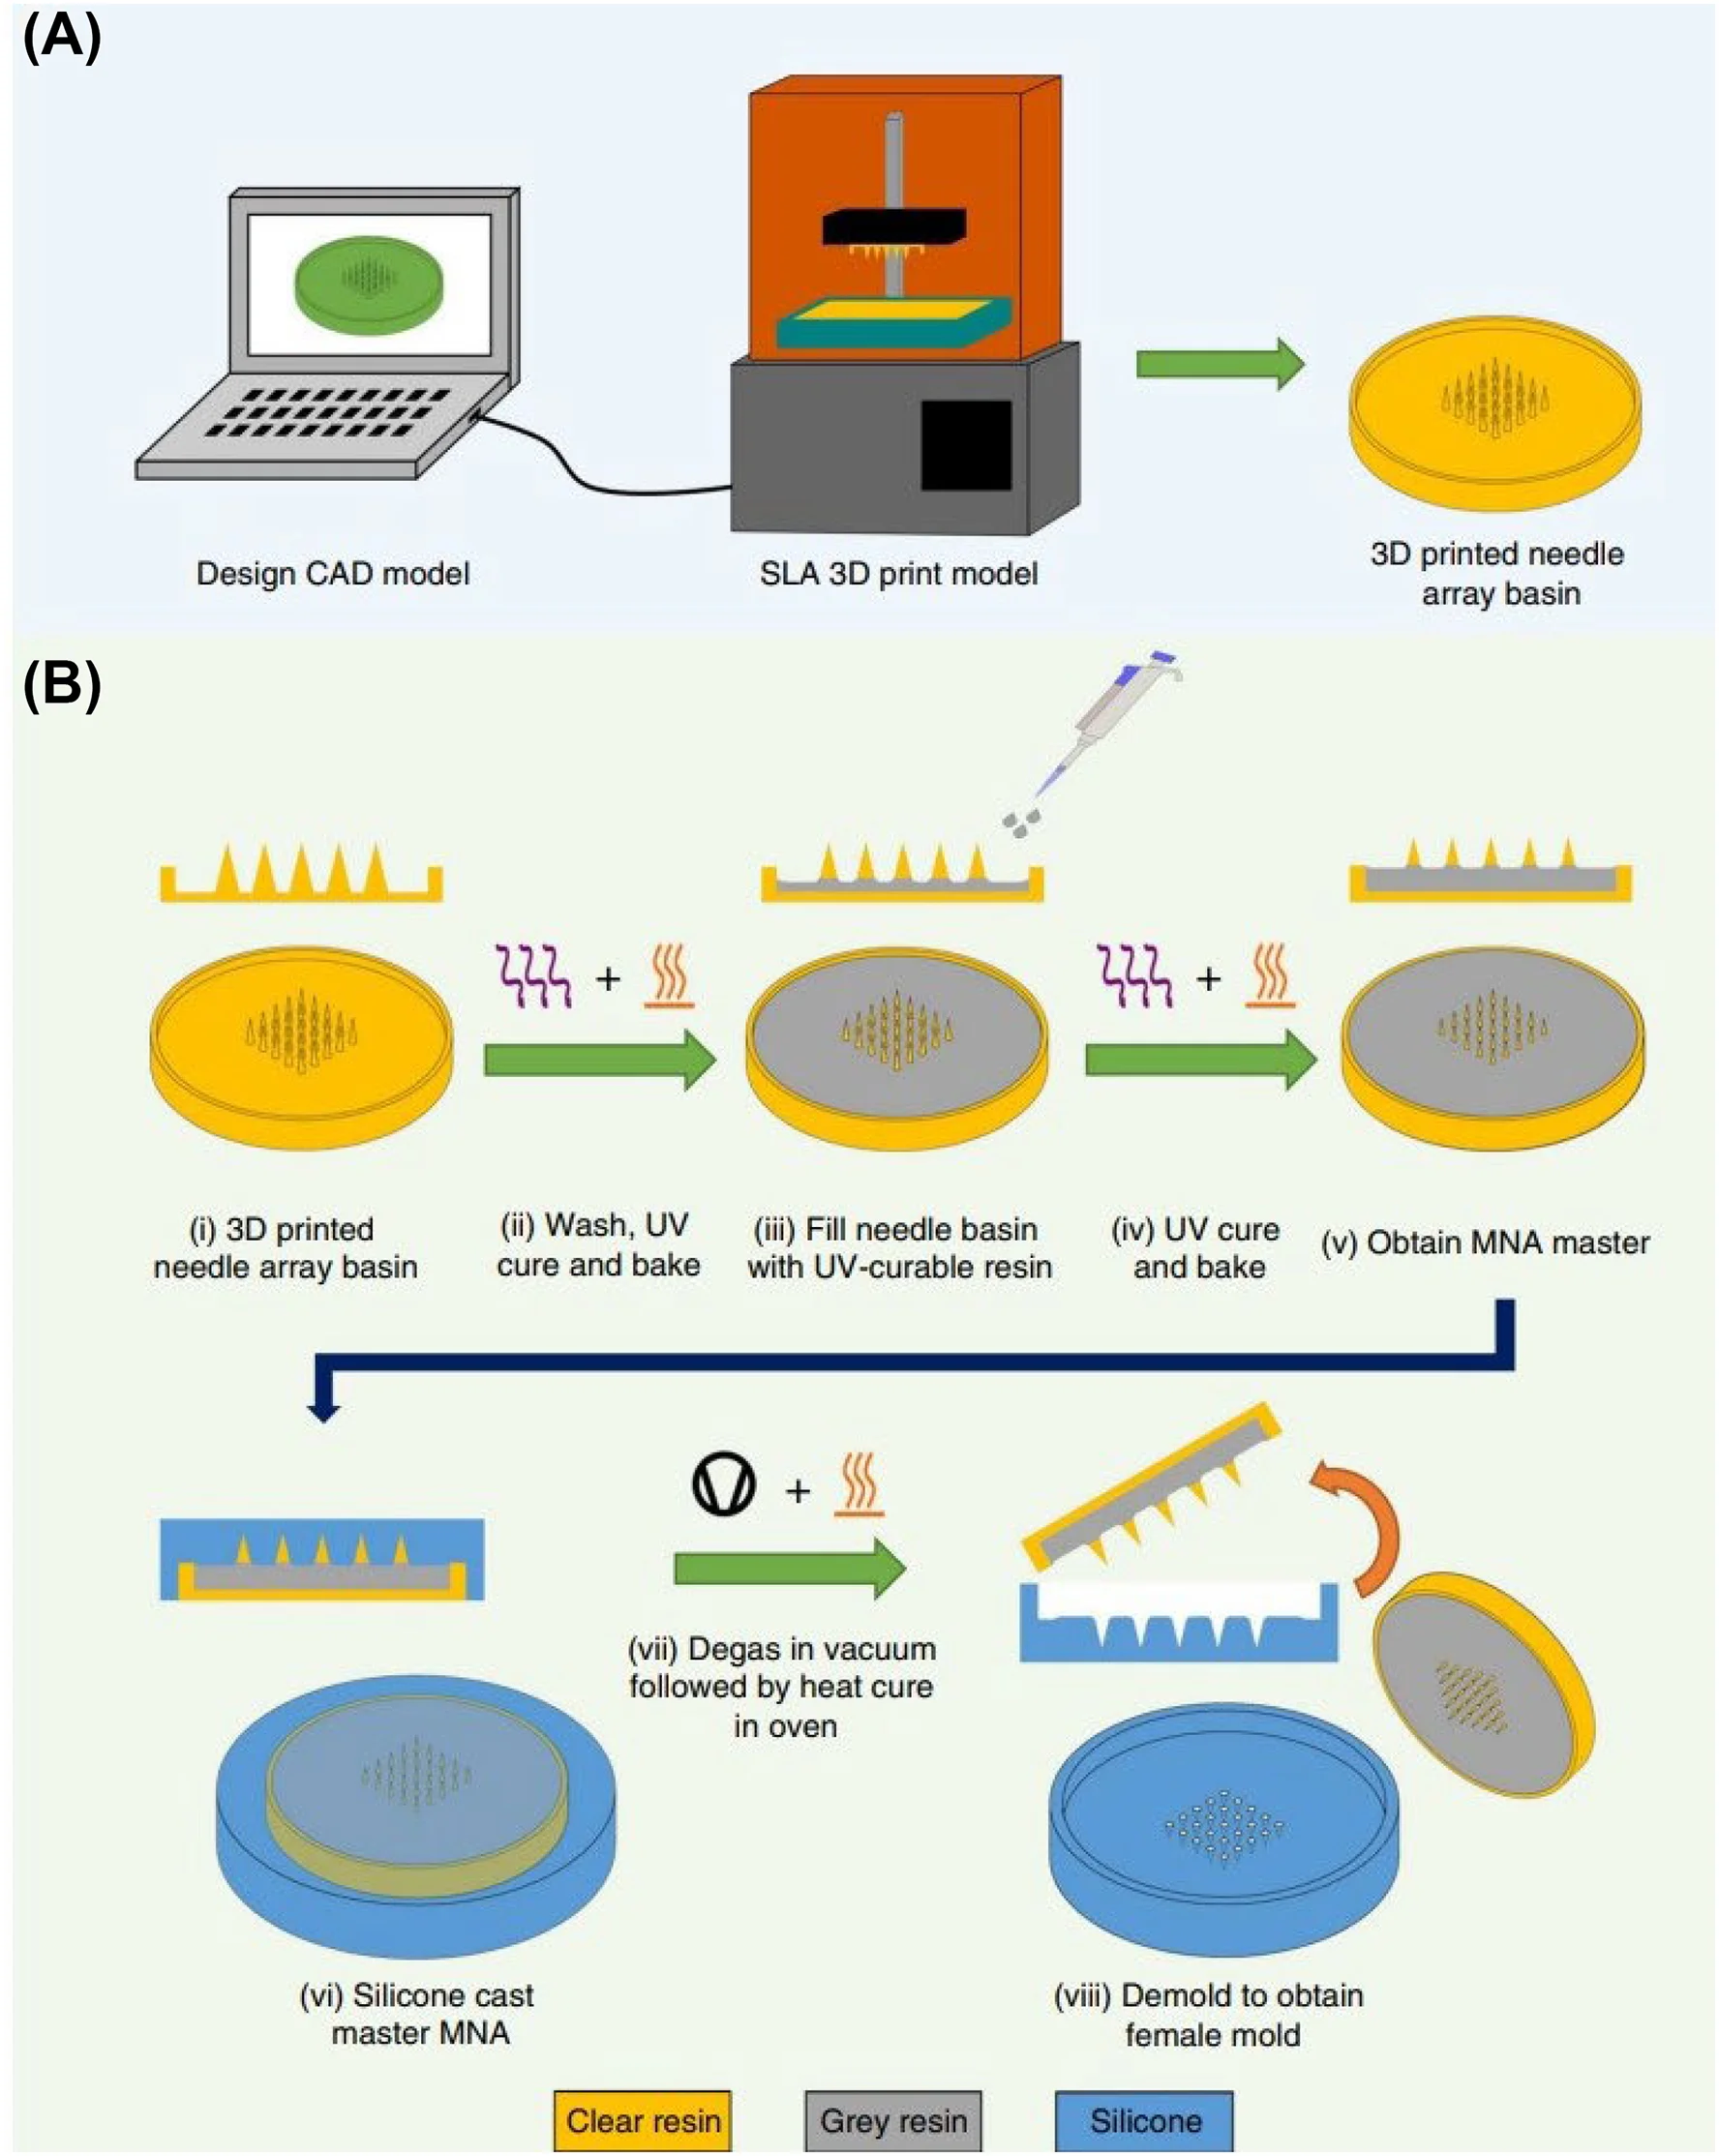 (A)
Design CAD model
SLA 3D print model
3D printed needle
array basin
(B)
(i) 3D printed
needle array basin
(ii) Wash, UV
cure and bake
(iii) Fill needle basin
with UV-curable resin
(iv) UV cure
and bake
(v) Obtain MNA master
+
+
+
(vii) Degas in vacuum
followed by heat cure
in oven
(vi) Silicone cast
master MNA
(viii) Demold to obtain
female mold
Clear resin
Grey resin
Silicone